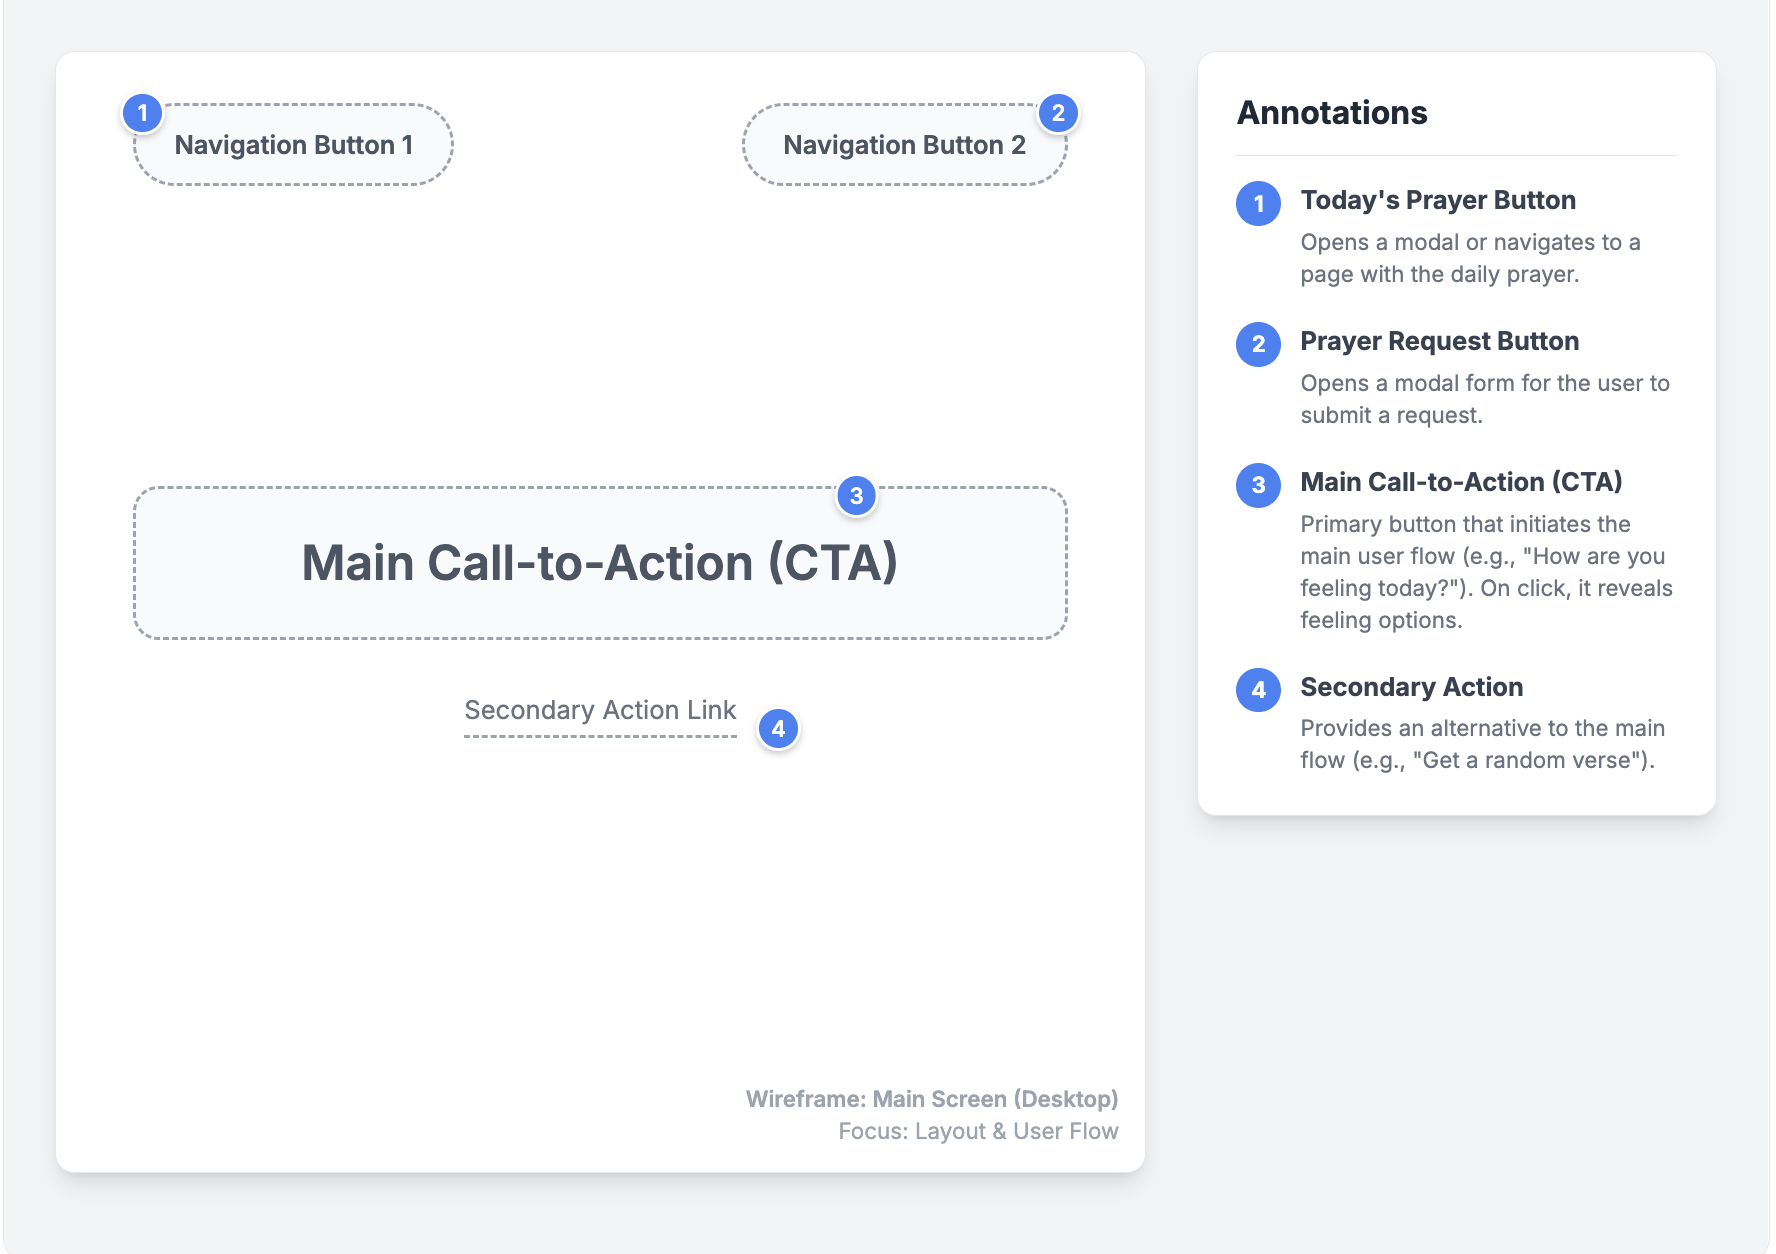 1
Navigation Button 1
2
Navigation Button 2
3
Main Call-to-Action (CTA)
Secondary Action Link
4
Wireframe: Main Screen (Desktop)
Focus: Layout & User Flow
Annotations
1
Today's Prayer Button
Opens a modal or navigates to a
page with the daily prayer.
2
Prayer Request Button
Opens a modal form for the user to
submit a request.
3
Main Call-to-Action (CTA)
Primary button that initiates the
main user flow (e.g., "How are you
feeling today?"). On click, it reveals
feeling options.
4
Secondary Action
Provides an alternative to the main
flow (e.g., "Get a random verse").